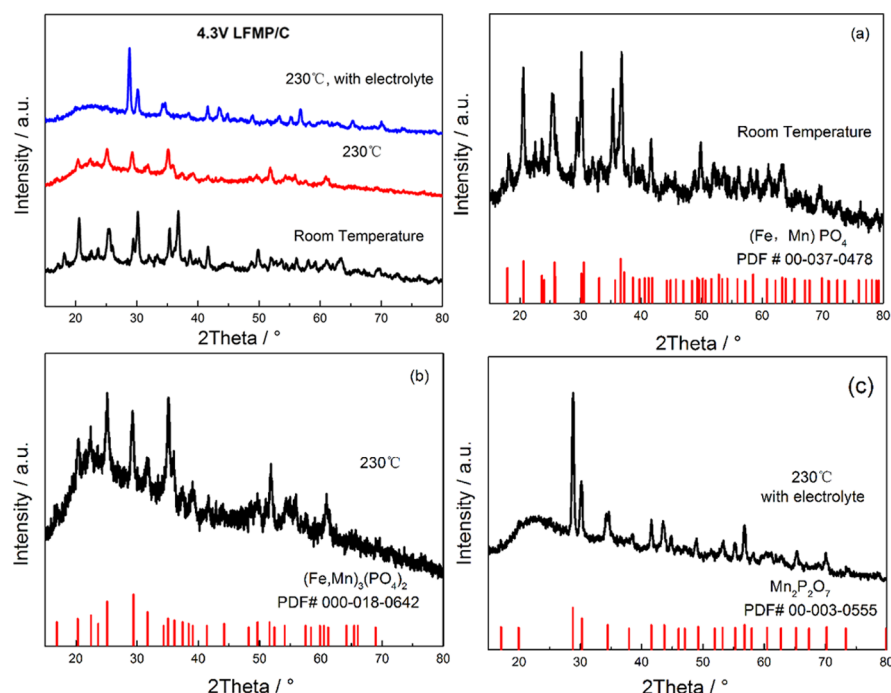 4.3V LFMP/C
230℃, with electrolyte
230℃
Room Temperature
Intensity / a.u.
20 30 40 50 60 70 80
2Theta / °
(a)
Room Temperature
(Fe, Mn) PO₄
PDF # 00-037-0478
Intensity / a.u.
20 30 40 50 60 70 80
2Theta / °
(b)
230℃
(Fe,Mn)₃(PO₄)₂
PDF# 000-018-0642
Intensity / a.u.
20 30 40 50 60 70 80
2Theta / °
(c)
230℃
with electrolyte
Mn₂P₂O₇
PDF# 00-003-0555
Intensity / a.u.
20 30 40 50 60 70 80
2Theta / °